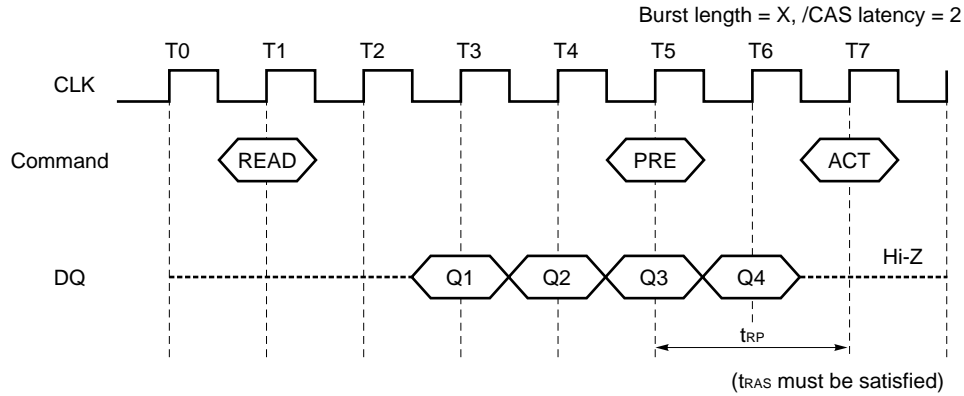 Burst length = X, /CAS latency = 2
T0 T1 T2 T3 T4 T5 T6 T7
CLK
Command READ PRE ACT
Hi-Z
DQ Q1 Q2 Q3 Q4
tRP
(tRAS must be satisfied)